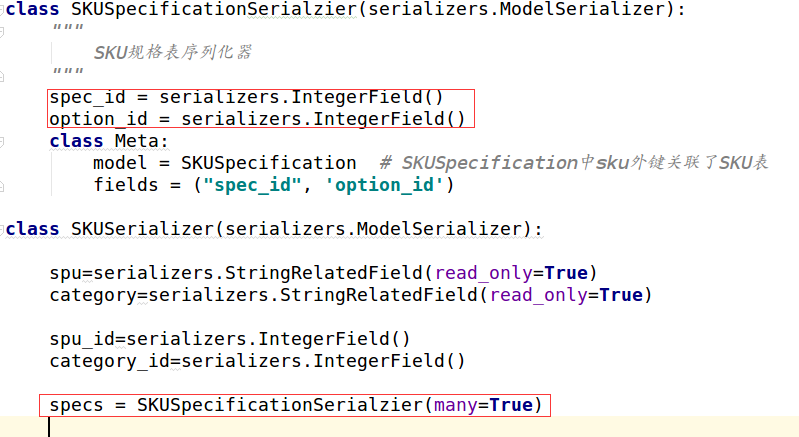 class SKUSpecificationSerialzier(serializers.ModelSerializer):
"""
SKU规格表序列化器
"""
spec_id = serializers.IntegerField()
option_id = serializers.IntegerField()
class Meta:
model = SKUSpecification  # SKUSpecification中sku外键关联了SKU表
fields = ("spec_id", 'option_id')
class SKUSerializer(serializers.ModelSerializer):
spu=serializers.StringRelatedField(read_only=True)
category=serializers.StringRelatedField(read_only=True)
spu_id=serializers.IntegerField()
category_id=serializers.IntegerField()
specs = SKUSpecificationSerialzier(many=True)